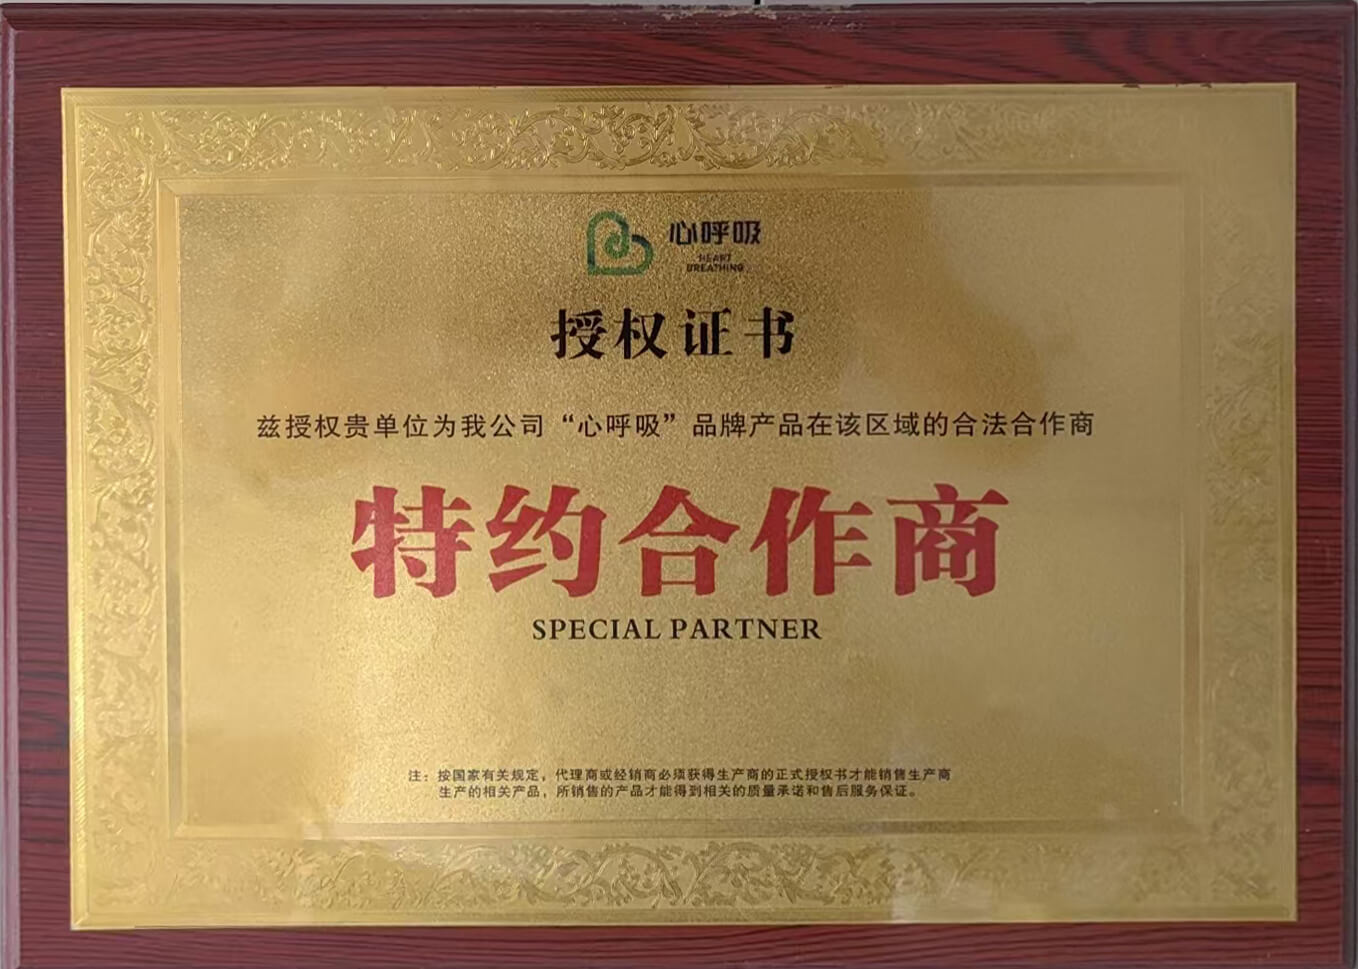 心呼吸
HEART
BREATHING
授权证书
兹授权贵单位为我公司“心呼吸”品牌产品在该区域的合法合作商
特约合作商
SPECIAL PARTNER
注：按国家有关规定，代理商或经销商必须获得生产商的正式授权书才能销售生产商
生产的相关产品，所销售的产品才能得到相关的质量承诺和售后服务保证。